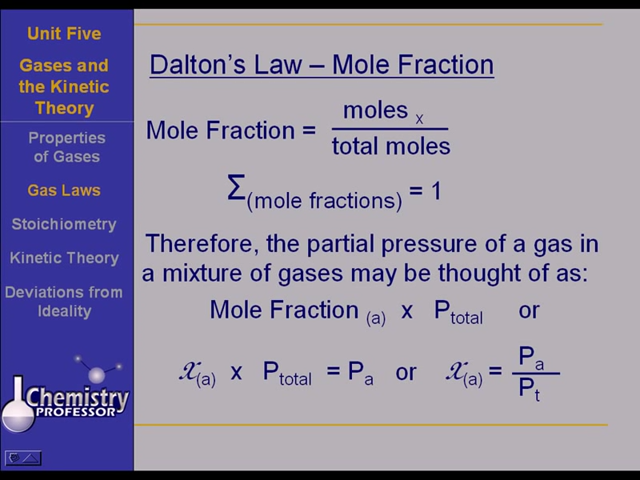 Unit Five
Gases and
the Kinetic
Theory
Properties
of Gases
Gas Laws
Stoichiometry
Kinetic Theory
Deviations from
Ideality
Chemistry
PROFESSOR
Dalton's Law – Mole Fraction
Mole Fraction = moles x / total moles
Σ(mole fractions) = 1
Therefore, the partial pressure of a gas in
a mixture of gases may be thought of as:
Mole Fraction (a) x Ptotal or
𝒳(a) x Ptotal = Pa or 𝒳(a) = Pa / Pt